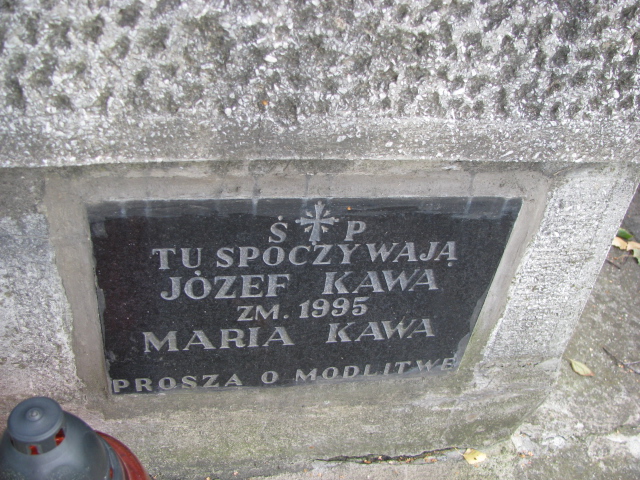 Ś P
TU SPOCZYWAJĄ
JÓZEF KAWA
ZM. 1995
MARIA KAWA
PROSZĄ O MODLITWĘ